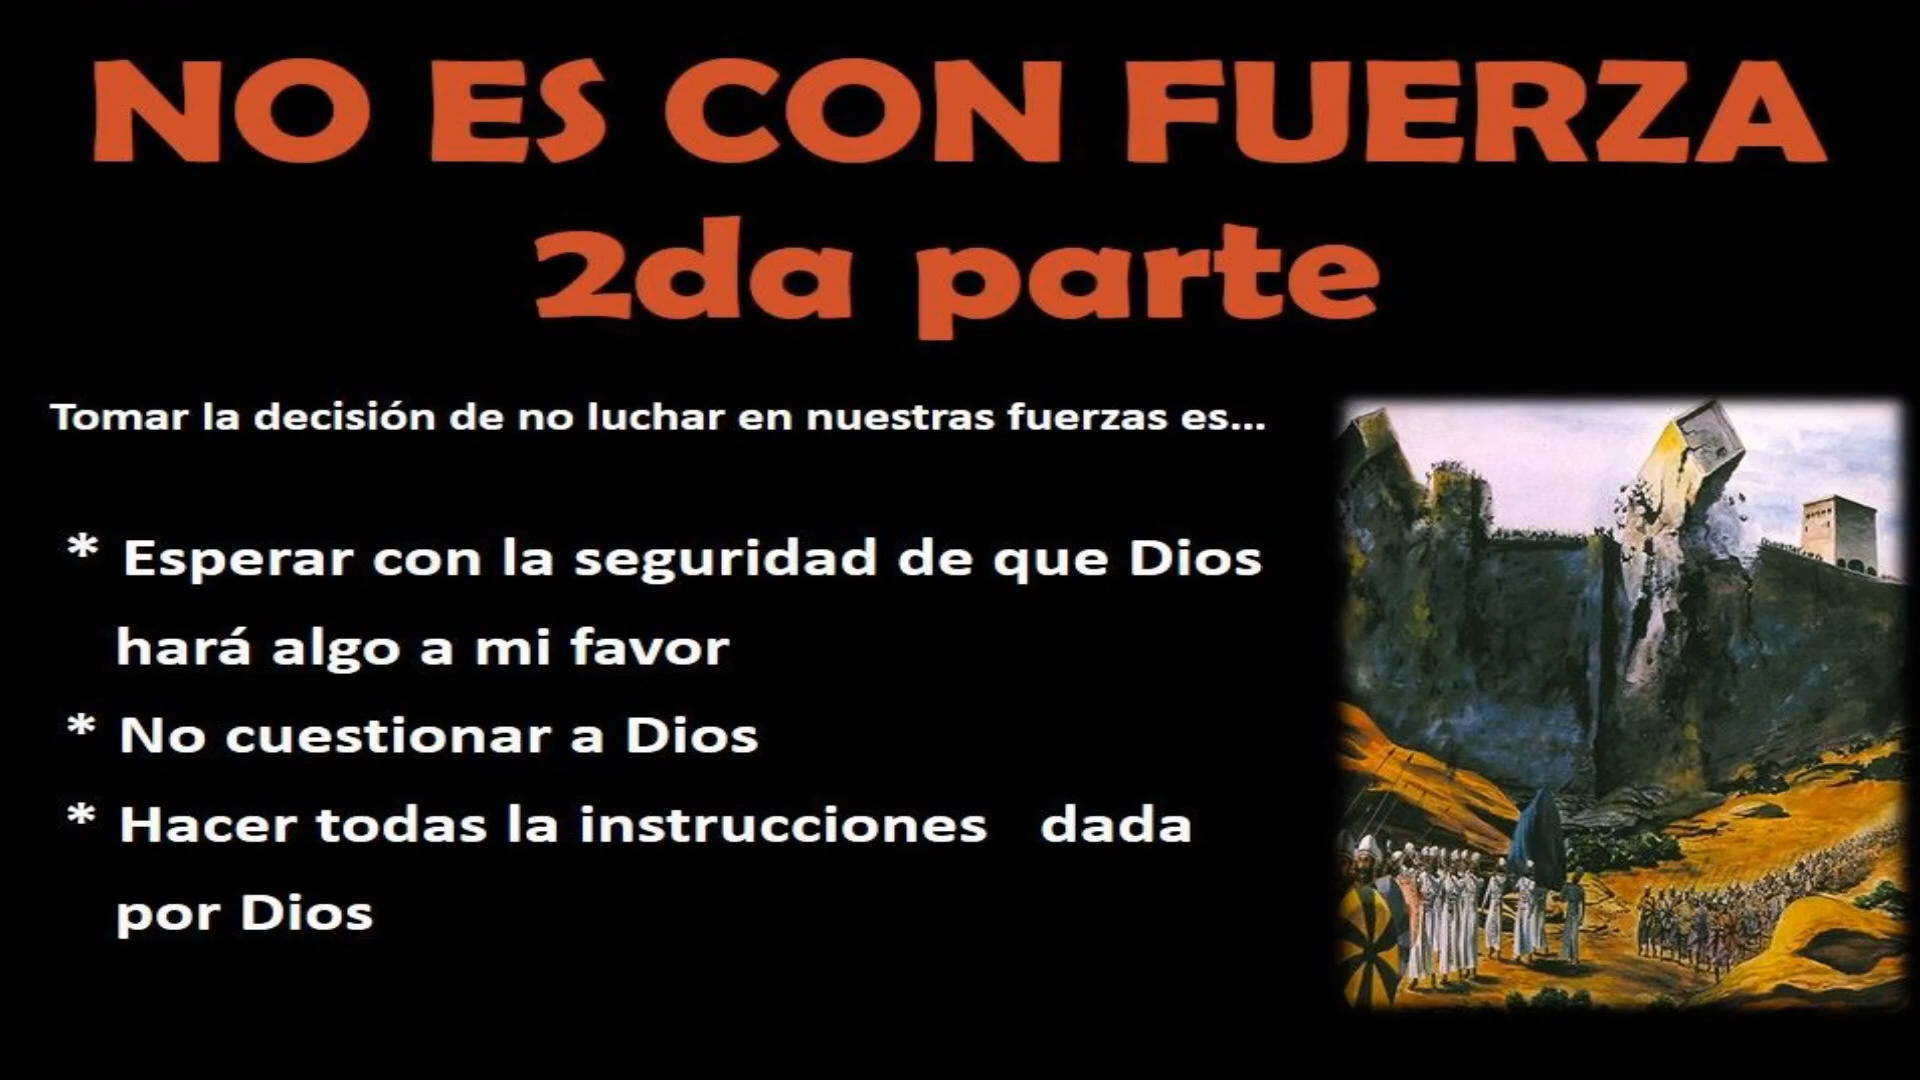 NO ES CON FUERZA
2da parte
Tomar la decisión de no luchar en nuestras fuerzas es...
* Esperar con la seguridad de que Dios
hará algo a mi favor
* No cuestionar a Dios
* Hacer todas la instrucciones dada
por Dios